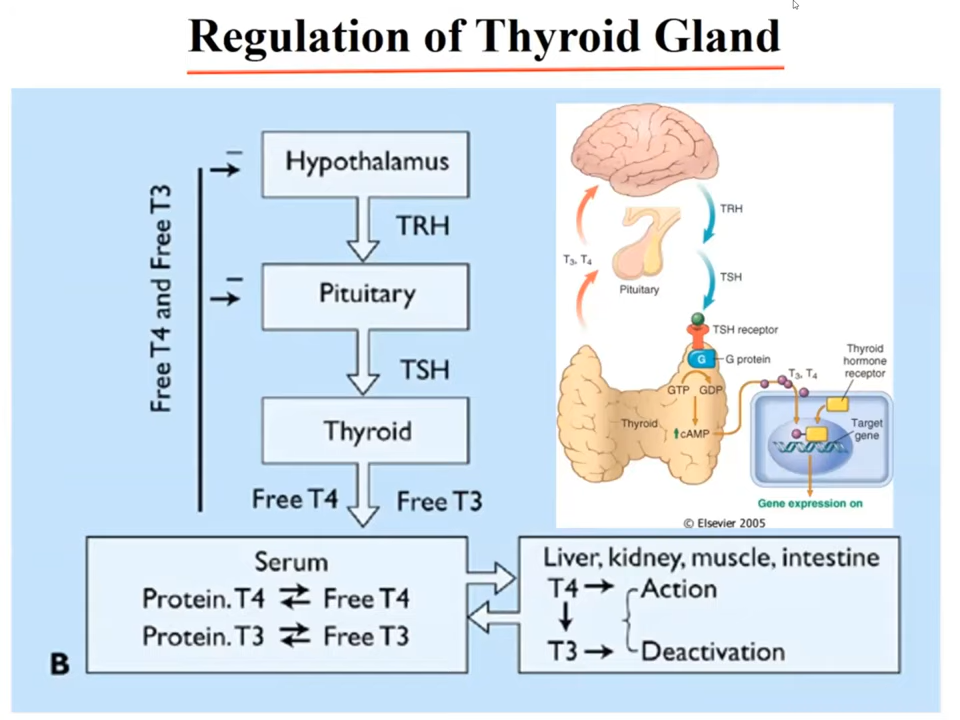 Regulation of Thyroid Gland
Free T4 and Free T3
–
Hypothalamus
TRH
–
Pituitary
TSH
Thyroid
Free T4
Free T3
Serum
Protein.T4 ⇄ Free T4
Protein.T3 ⇄ Free T3
Liver, kidney, muscle, intestine
T4 → Action
↓
T3 → Deactivation
B
TRH
T3, T4
Pituitary
TSH
TSH receptor
G
G protein
GTP GDP
Thyroid
↑cAMP
T3, T4
Thyroid
hormone
receptor
Target
gene
Gene expression on
© Elsevier 2005